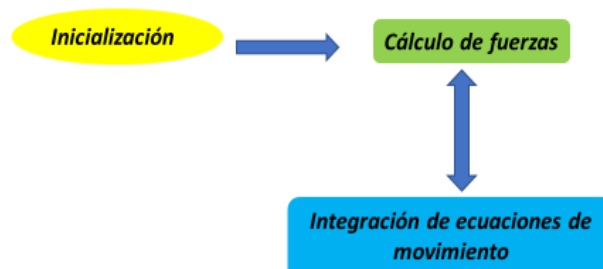 Inicialización
Cálculo de fuerzas
Integración de ecuaciones de
movimiento